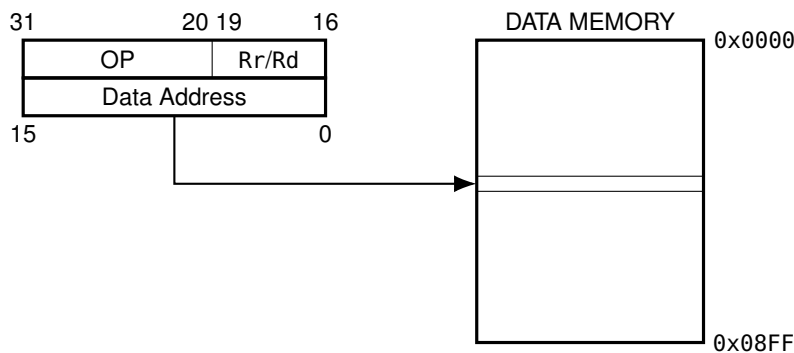 31 20 19 16
OP Rr/Rd
Data Address
15 0
DATA MEMORY
0x0000
0x08FF